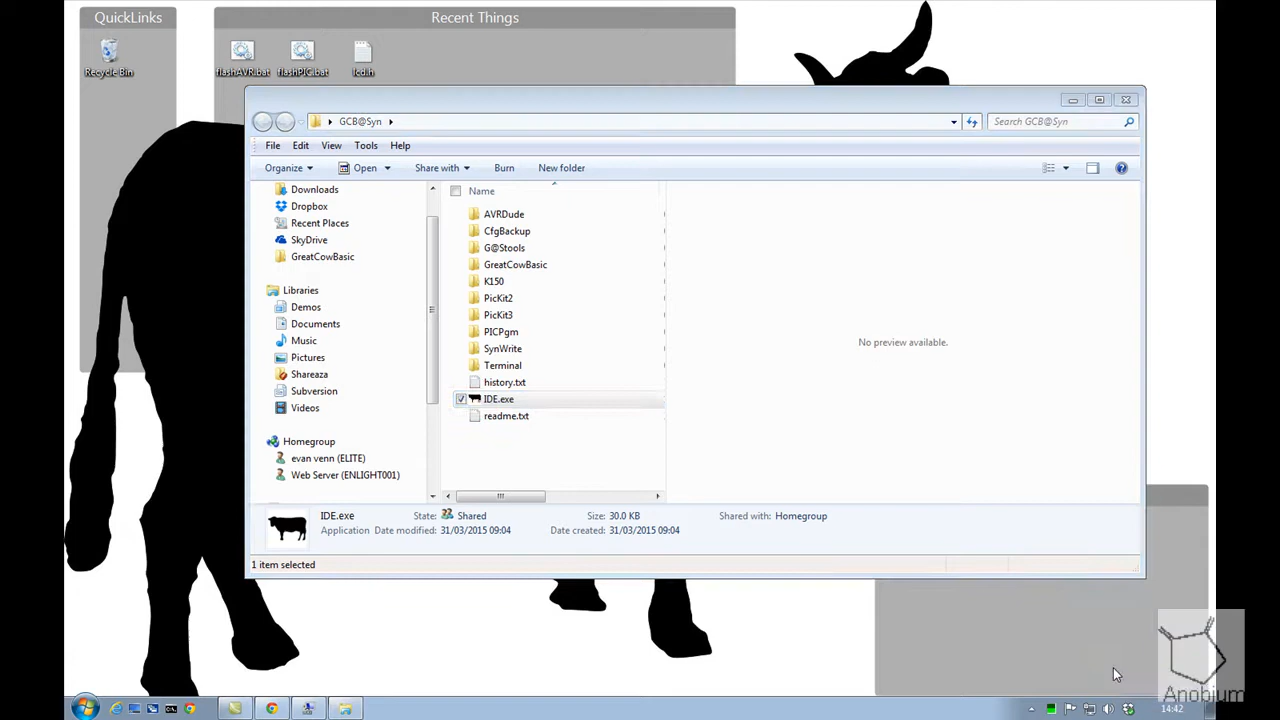 QuickLinks
Recent Things
Recycle Bin
flashAVR.bat
flashPIC.bat
lcd.h
GCB@Syn
Search GCB@Syn
File Edit View Tools Help
Organize Open Share with Burn New folder
Downloads
Dropbox
Recent Places
SkyDrive
GreatCowBasic
Libraries
Demos
Documents
Music
Pictures
Shareaza
Subversion
Videos
Homegroup
evan venn (ELITE)
Web Server (ENLIGHT001)
Name
AVRDude
CfgBackup
G@Stools
GreatCowBasic
K150
PicKit2
PicKit3
PICPgm
SynWrite
Terminal
history.txt
IDE.exe
readme.txt
No preview available.
IDE.exe State: Shared Size: 30.0 KB Shared with: Homegroup
Application Date modified: 31/03/2015 09:04 Date created: 31/03/2015 09:04
1 item selected
Anobium
14:42